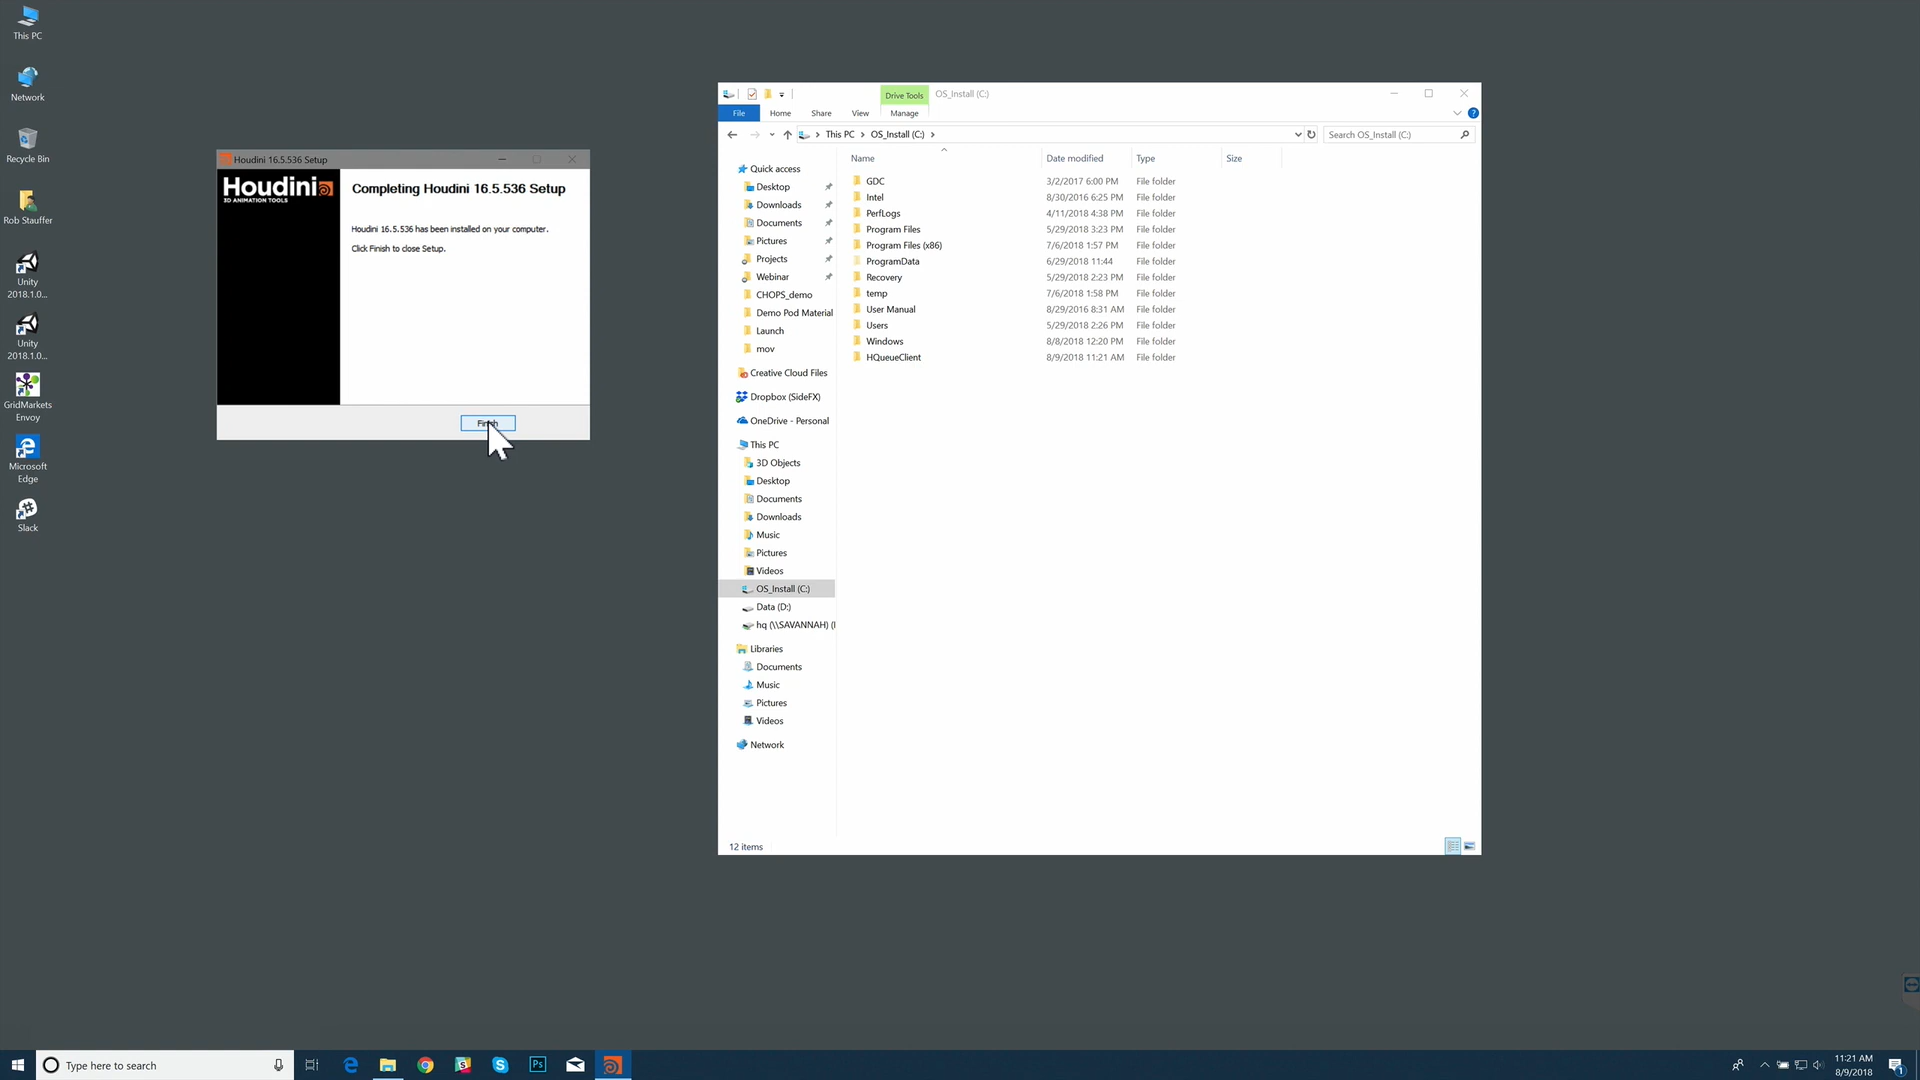 This PC
Network
Recycle Bin
Rob Stauffer
Unity
2018.1.0...
Unity
2018.1.0...
GridMarkets
Envoy
Microsoft
Edge
Slack
Houdini 16.5.536 Setup
Houdini
3D ANIMATION TOOLS
Completing Houdini 16.5.536 Setup
Houdini 16.5.536 has been installed on your computer.
Click Finish to close Setup.
Finish
Drive Tools
OS_Install (C:)
File
Home
Share
View
Manage
This PC
OS_Install (C:)
Search OS_Install (C:)
Quick access
Desktop
Downloads
Documents
Pictures
Projects
Webinar
CHOPS_demo
Demo Pod Material
Launch
mov
Creative Cloud Files
Dropbox (SideFX)
OneDrive - Personal
This PC
3D Objects
Desktop
Documents
Downloads
Music
Pictures
Videos
OS_Install (C:)
Data (D:)
hq (\\SAVANNAH) (
Libraries
Documents
Music
Pictures
Videos
Network
Name Date modified Type Size
GDC 3/2/2017 6:00 PM File folder
Intel 8/30/2016 6:25 PM File folder
PerfLogs 4/11/2018 4:38 PM File folder
Program Files 5/29/2018 3:23 PM File folder
Program Files (x86) 7/6/2018 1:57 PM File folder
ProgramData 6/29/2018 11:44 File folder
Recovery 5/29/2018 2:23 PM File folder
temp 7/6/2018 1:58 PM File folder
User Manual 8/29/2016 8:31 AM File folder
Users 5/29/2018 2:26 PM File folder
Windows 8/8/2018 12:20 PM File folder
HQueueClient 8/9/2018 11:21 AM File folder
12 items
Type here to search
Ps
11:21 AM
8/9/2018
1